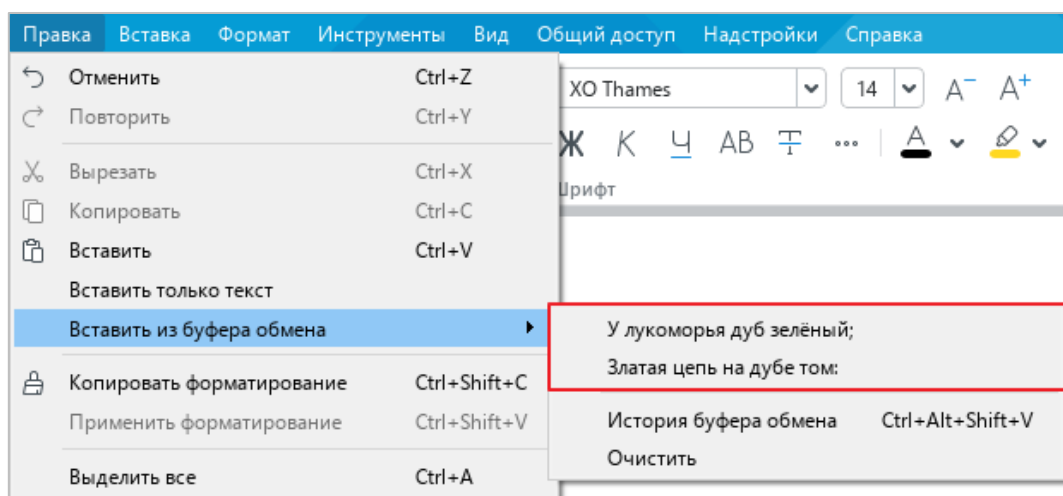 Правка Вставка Формат Инструменты Вид Общий доступ Надстройки Справка
Отменить Ctrl+Z
Повторить Ctrl+Y
Вырезать Ctrl+X
Копировать Ctrl+C
Вставить Ctrl+V
Вставить только текст
Вставить из буфера обмена
Копировать форматирование Ctrl+Shift+C
Применить форматирование Ctrl+Shift+V
Выделить все Ctrl+A
XO Thames 14 A− A+
Ж К Ч АВ Т А
Шрифт
У лукоморья дуб зелёный;
Златая цепь на дубе том:
История буфера обмена Ctrl+Alt+Shift+V
Очистить